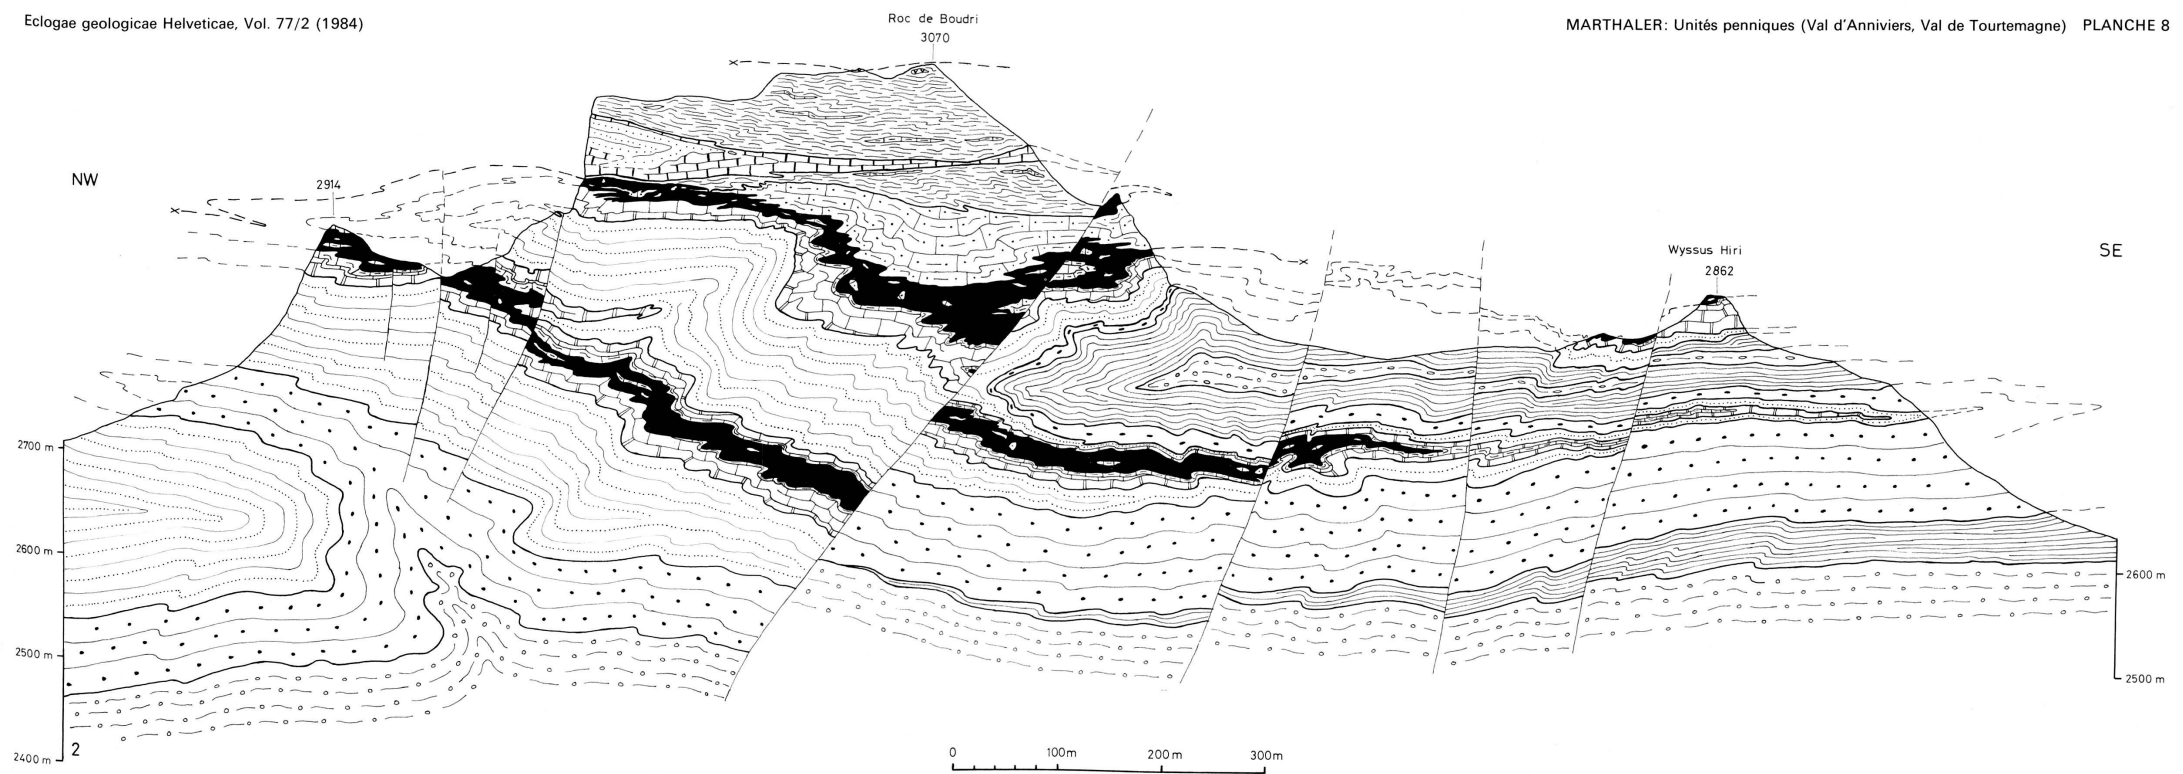 Eclogae geologicae Helveticae, Vol. 77/2 (1984)
MARTHALER: Unités penniques (Val d'Anniviers, Val de Tourtemagne) PLANCHE 8
Roc de Boudri
3070
NW
2914
SE
Wyssus Hiri
2862
2700 m
2600 m
2500 m
2400 m
2
2600 m
2500 m
0 100m 200m 300m